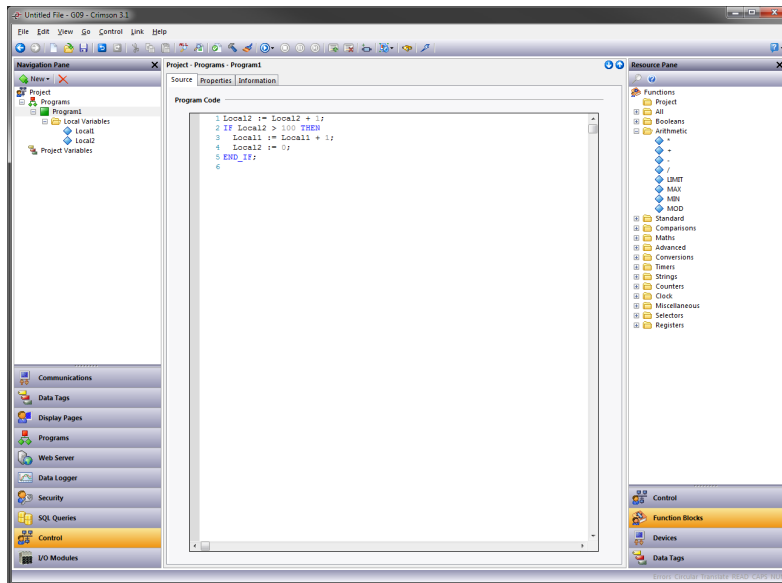 Untitled File - G09 - Crimson 3.1
File Edit View Go Control Link Help
Navigation Pane
New
Project
Programs
Program1
Local Variables
Local1
Local2
Project Variables
Communications
Data Tags
Display Pages
Programs
Web Server
Data Logger
Security
SQL Queries
Control
I/O Modules
Project - Programs - Program1
Source Properties Information
Program Code
1 Local2 := Local2 + 1;
2 IF Local2 > 100 THEN
3 Local1 := Local1 + 1;
4 Local2 := 0;
5 END_IF;
6
Resource Pane
Functions
Project
All
Booleans
Arithmetic
*
+
-
/
LIMIT
MAX
MIN
MOD
Standard
Comparisons
Maths
Advanced
Conversions
Timers
Strings
Counters
Clock
Miscellaneous
Selectors
Registers
Control
Function Blocks
Devices
Data Tags
Errors Circular Translate READ CAPS